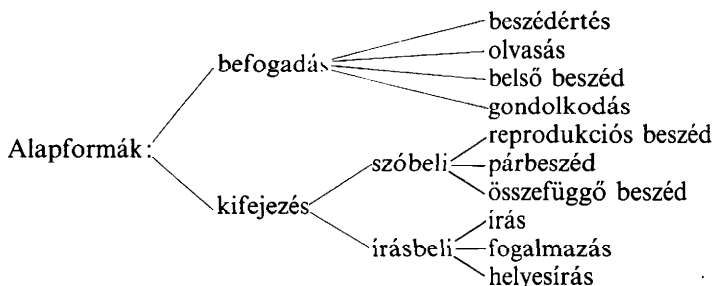 beszédértés
olvasás
befogadás
belső beszéd
gondolkodás
Alapformák:
reprodukciós beszéd
szóbeli
párbeszéd
kifejezés
összefüggő beszéd
írás
írásbeli
fogalmazás
helyesírás